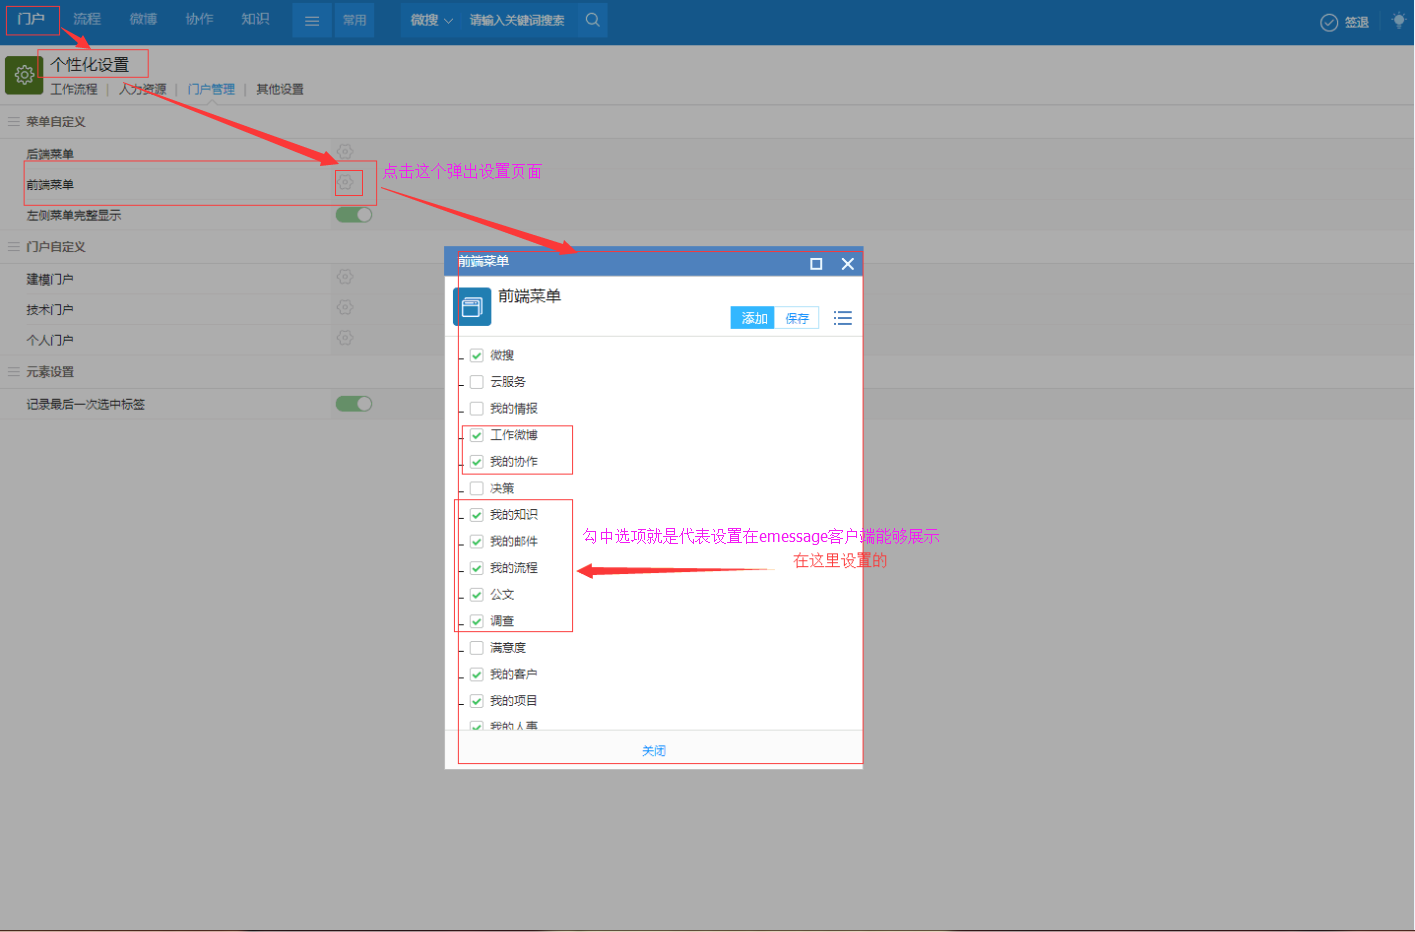 门户 流程 微博 协作 知识 常用 微搜 请输入关键词搜索 签退
个性化设置
工作流程 | 人力资源 | 门户管理 | 其他设置
菜单自定义
后端菜单
点击这个弹出设置页面
前端菜单
左侧菜单完整显示
门户自定义
建模门户
技术门户
个人门户
元素设置
记录最后一次选中标签
前端菜单
前端菜单
添加 保存
微搜
云服务
我的情报
工作微博
我的协作
决策
我的知识
我的邮件
勾中选项就是代表设置在emessage客户端能够展示
在这里设置的
我的流程
公文
调查
满意度
我的客户
我的项目
我的人事
关闭